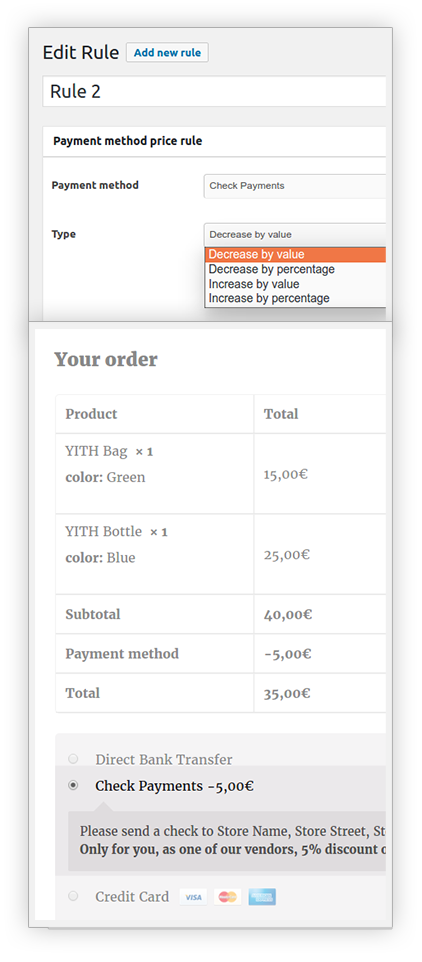 Edit Rule Add new rule
Rule 2
Payment method price rule
Payment method Check Payments
Type Decrease by value
Decrease by value
Decrease by percentage
Increase by value
Increase by percentage
Your order
Product Total
YITH Bag × 1
color: Green
15,00€
YITH Bottle × 1
color: Blue
25,00€
Subtotal 40,00€
Payment method -5,00€
Total 35,00€
Direct Bank Transfer
Check Payments -5,00€
Please send a check to Store Name, Store Street, St
Only for you, as one of our vendors, 5% discount o
Credit Card VISA MasterCard